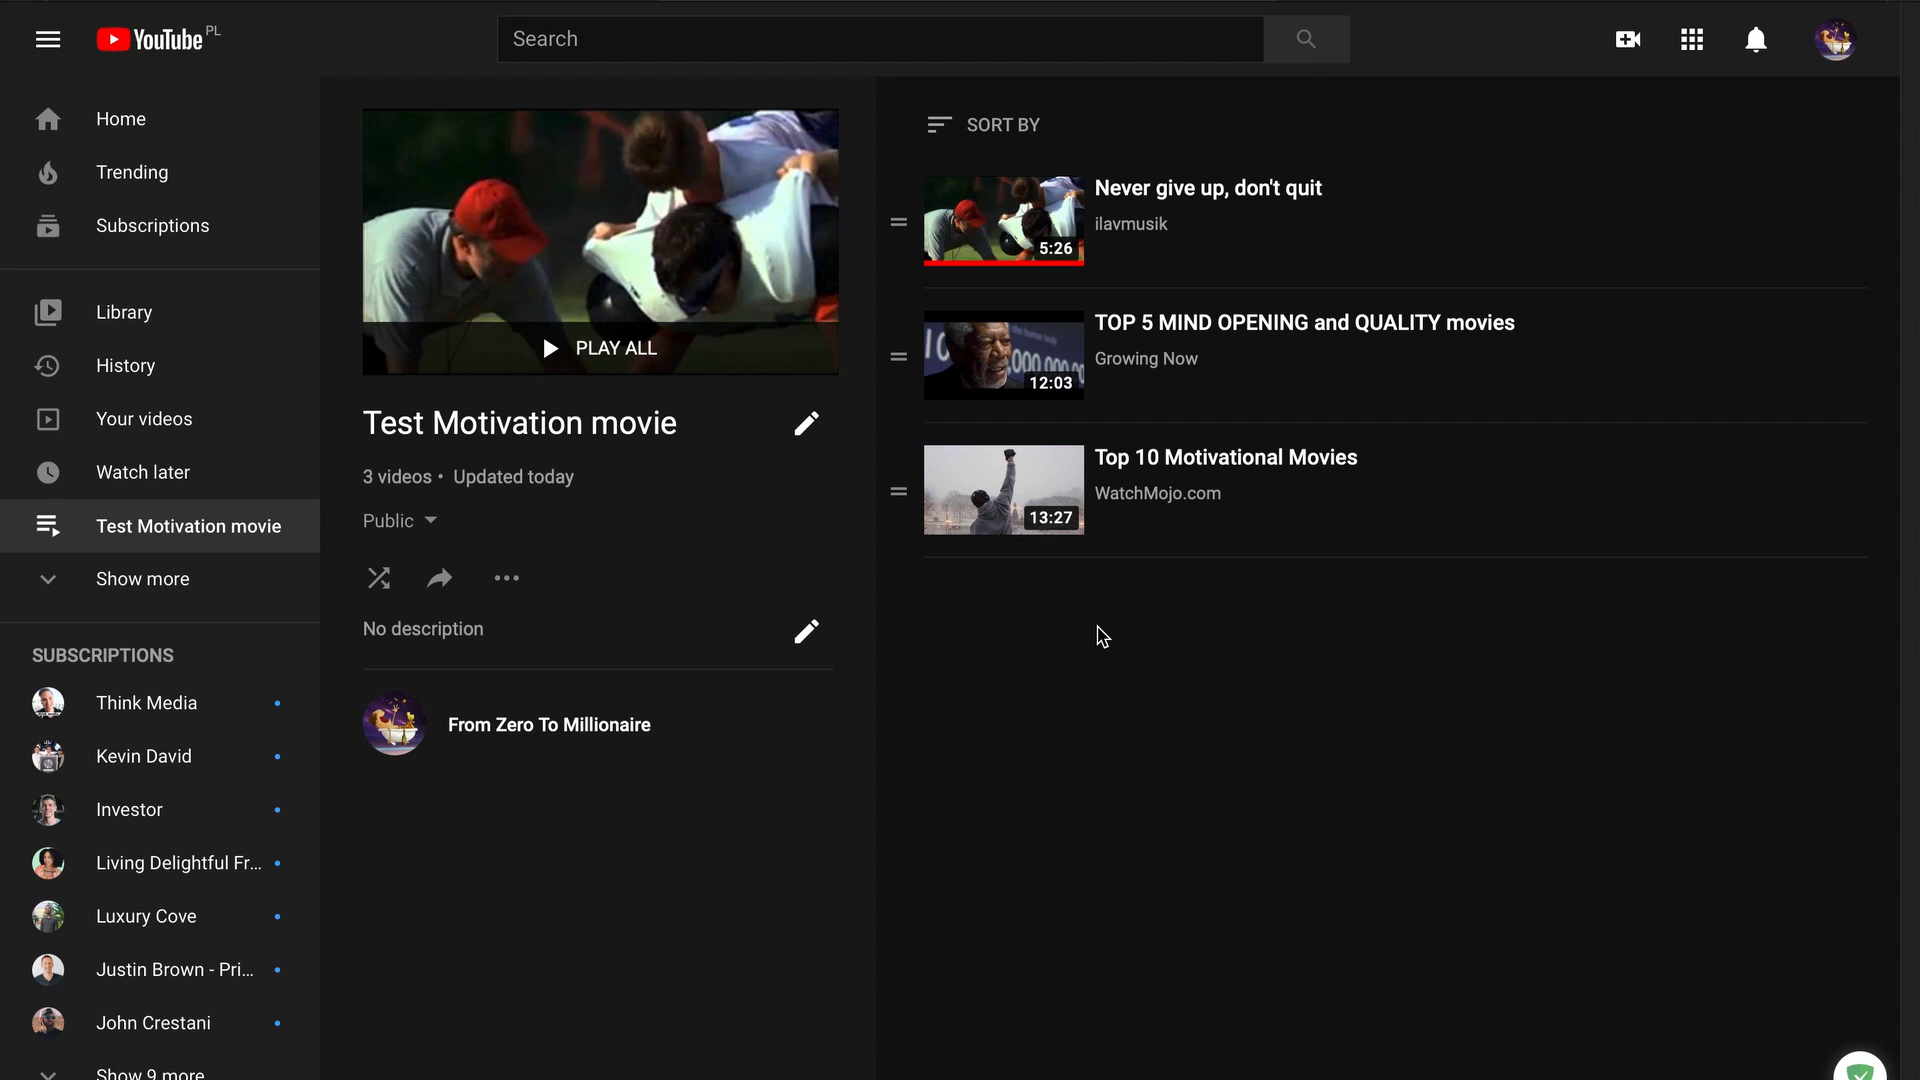 YouTube PL
Search
Home
Trending
Subscriptions
Library
History
Your videos
Watch later
Test Motivation movie
Show more
SUBSCRIPTIONS
Think Media
Kevin David
Investor
Living Delightful Fr...
Luxury Cove
Justin Brown - Pri...
John Crestani
Show 9 more
PLAY ALL
Test Motivation movie
3 videos • Updated today
Public
No description
From Zero To Millionaire
SORT BY
Never give up, don't quit
ilavmusik
5:26
TOP 5 MIND OPENING and QUALITY movies
Growing Now
12:03
Top 10 Motivational Movies
WatchMojo.com
13:27